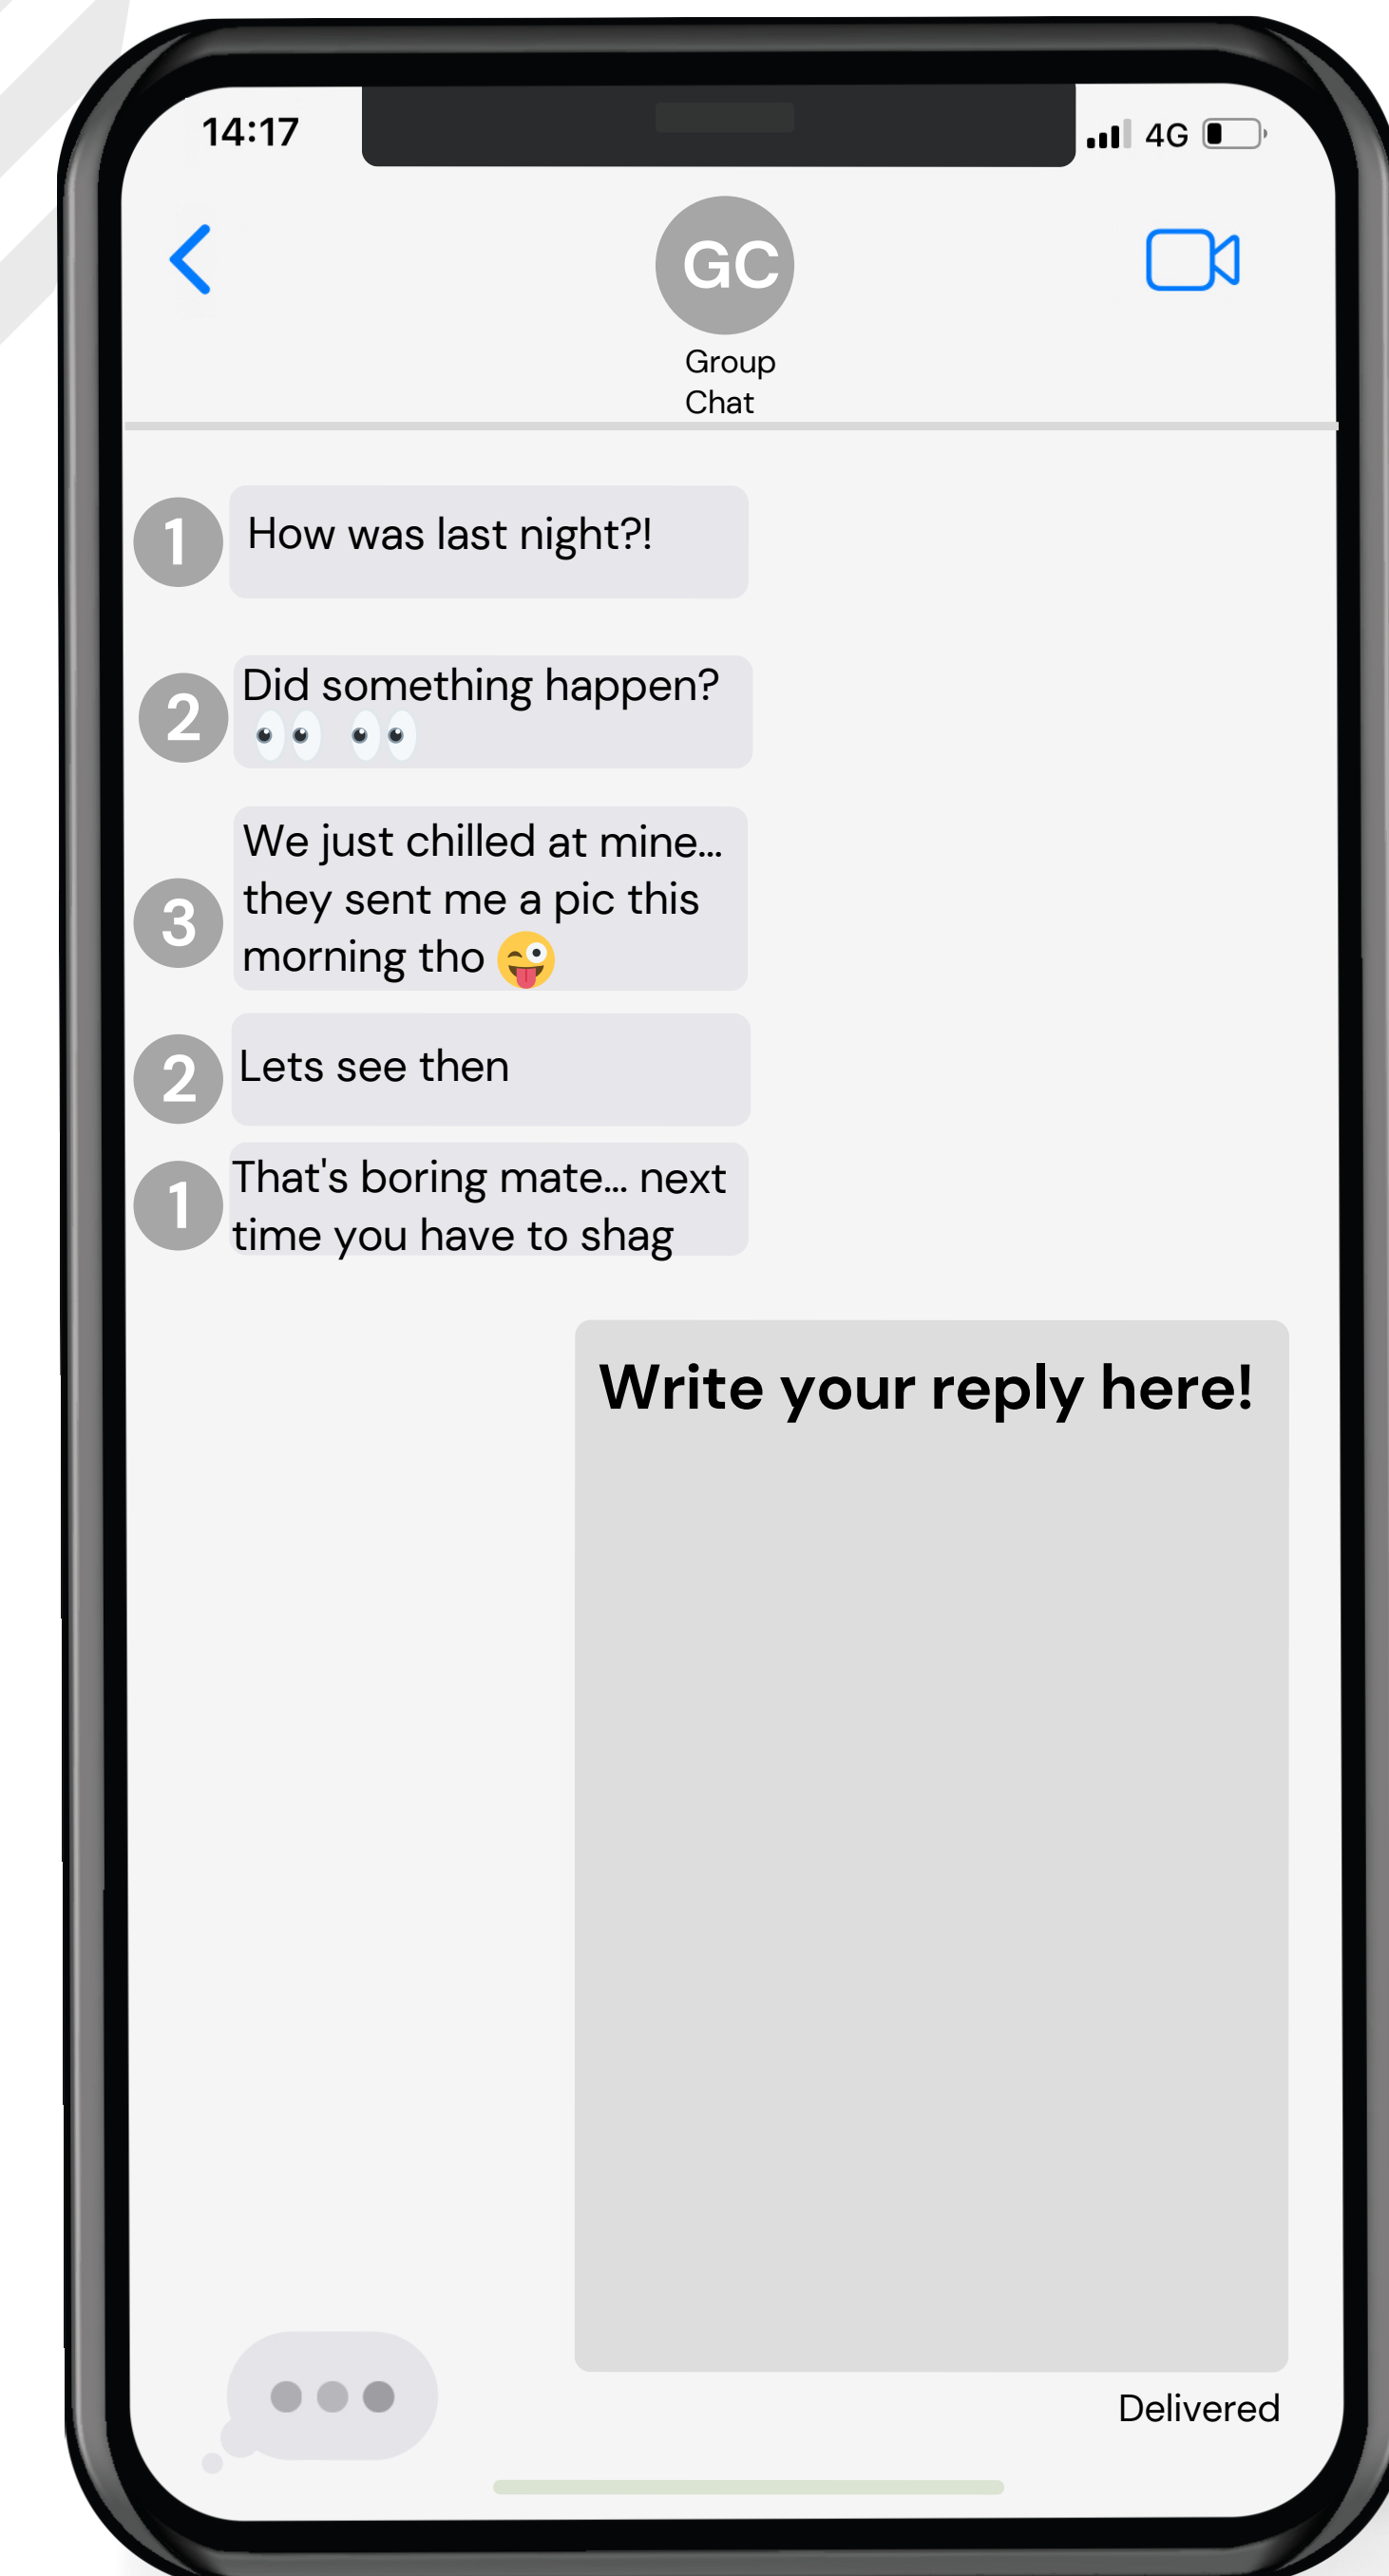 14:17
4G
GC
Group
Chat
1
How was last night?!
2
Did something happen?
👀 👀
3
We just chilled at mine...
they sent me a pic this
morning tho 😜
2
Lets see then
1
That's boring mate... next
time you have to shag
Write your reply here!
Delivered